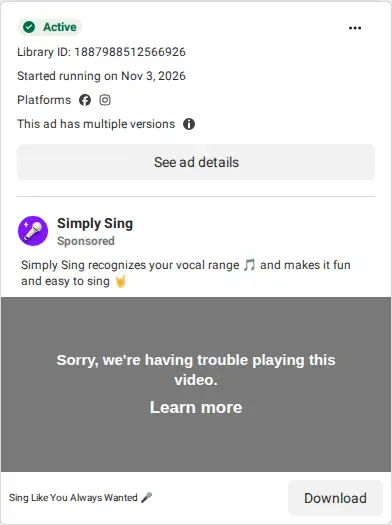 Active
Library ID: 1887988512566926
Started running on Nov 3, 2026
Platforms
This ad has multiple versions
See ad details
Simply Sing
Sponsored
Simply Sing recognizes your vocal range 🎵 and makes it fun
and easy to sing 🤘
Sorry, we're having trouble playing this
video.
Learn more
Sing Like You Always Wanted 🎤
Download